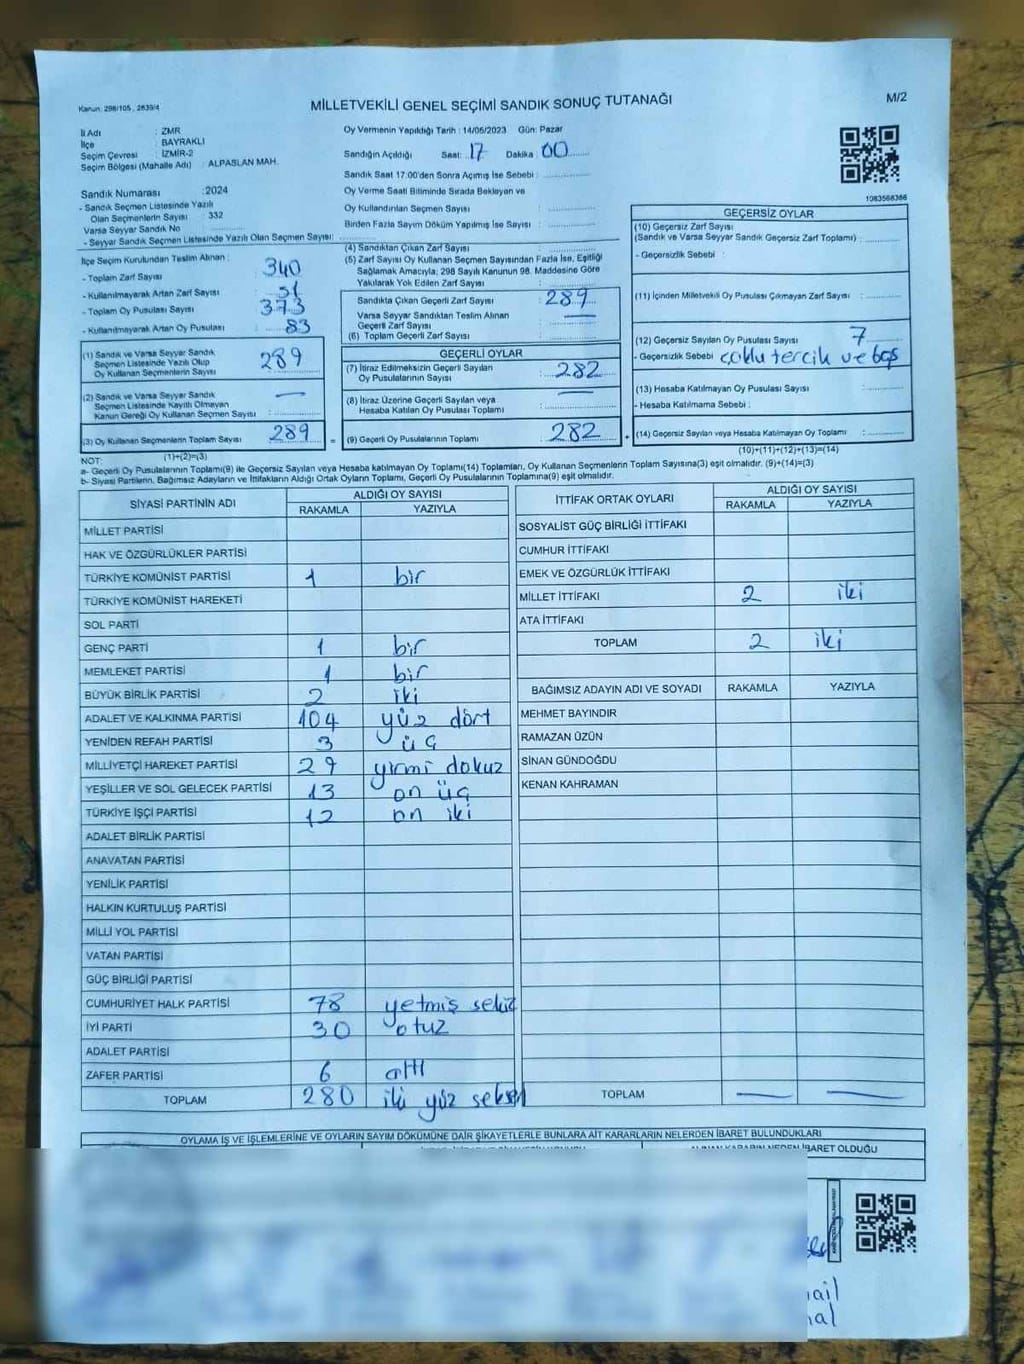 Kanun: 298/105, 2839/4
MİLLETVEKİLİ GENEL SEÇİMİ SANDIK SONUÇ TUTANAĞI
M/2
İl Adı : ZMR
İlçe : BAYRAKLI
Seçim Çevresi : İZMİR-2
Seçim Bölgesi (Mahalle Adı) : ALPASLAN MAH.
Oy Vermenin Yapıldığı Tarih : 14/05/2023 Gün: Pazar
Sandığın Açıldığı Saat: 17 Dakika: 00
Sandık Saat 17:00'den Sonra Açımış İse Sebebi :
Oy Verme Saati Bitiminde Sırada Bekleyen ve
Oy Kullandırılan Seçmen Sayısı :
Birden Fazla Sayım Döküm Yapılmış İse Sayısı :
Sandık Numarası : 2024
- Sandık Seçmen Listesinde Yazılı
Olan Seçmenlerin Sayısı : 332
Varsa Seyyar Sandık No :
- Seyyar Sandık Seçmen Listesinde Yazılı Olan Seçmen Sayısı:
İlçe Seçim Kurulundan Teslim Alınan :
- Toplam Zarf Sayısı : 340
- Kullanılmayarak Artan Zarf Sayısı : 51
- Toplam Oy Pusulası Sayısı : 373
- Kullanılmayarak Artan Oy Pusulası : 83
(1) Sandık ve Varsa Seyyar Sandık
Seçmen Listesinde Yazılı Olup
Oy Kullanan Seçmenlerin Sayısı : 289
(2) Sandık ve Varsa Seyyar Sandık
Seçmen Listesinde Kayıtlı Olmayan
Kanun Gereği Oy Kullanan Seçmen Sayısı : —
(3) Oy Kullanan Seçmenlerin Toplam Sayısı : 289
(1)+(2)=(3)
(4) Sandıktan Çıkan Zarf Sayısı :
(5) Zarf Sayısı Oy Kullanan Seçmen Sayısından Fazla İse, Eşitliği
Sağlamak Amacıyla; 298 Sayılı Kanunun 98. Maddesine Göre
Yakılarak Yok Edilen Zarf Sayısı :
Sandıkta Çıkan Geçerli Zarf Sayısı : 289
Varsa Seyyar Sandıktan Teslim Alınan
Geçerli Zarf Sayısı : —
(6) Toplam Geçerli Zarf Sayısı :
GEÇERLİ OYLAR
(7) İtiraz Edilmeksizin Geçerli Sayılan
Oy Pusulalarının Sayısı : 282
(8) İtiraz Üzerine Geçerli Sayılan veya
Hesaba Katılan Oy Pusulası Toplamı : —
= (9) Geçerli Oy Pusulalarının Toplamı : 282 +
1083568366
GEÇERSİZ OYLAR
(10) Geçersiz Zarf Sayısı
(Sandık ve Varsa Seyyar Sandık Geçersiz Zarf Toplamı) :
- Geçersizlik Sebebi :
(11) İçinden Milletvekili Oy Pusulası Çıkmayan Zarf Sayısı :
(12) Geçersiz Sayılan Oy Pusulası Sayısı : 7
- Geçersizlik Sebebi : çoklu tercik ve boş
(13) Hesaba Katılmayan Oy Pusulası Sayısı :
- Hesaba Katılmama Sebebi :
(14) Geçersiz Sayılan veya Hesaba Katılmayan Oy Toplamı :
(10)+(11)+(12)+(13)=(14)
NOT:
a- Geçerli Oy Pusulalarının Toplamı(9) ile Geçersiz Sayılan veya Hesaba katılmayan Oy Toplamı(14) Toplamları, Oy Kullanan Seçmenlerin Toplam Sayısına(3) eşit olmalıdır. (9)+(14)=(3)
b- Siyasi Partilerin, Bağımsız Adayların ve İttifakların Aldığı Ortak Oyların Toplamı, Geçerli Oy Pusulalarının Toplamına(9) eşit olmalıdır.
SİYASİ PARTİNİN ADI
ALDIĞI OY SAYISI
RAKAMLA YAZIYLA
MİLLET PARTİSİ
HAK VE ÖZGÜRLÜKLER PARTİSİ
TÜRKİYE KOMÜNİST PARTİSİ 1 bir
TÜRKİYE KOMÜNİST HAREKETİ
SOL PARTİ
GENÇ PARTİ 1 bir
MEMLEKET PARTİSİ 1 bir
BÜYÜK BİRLİK PARTİSİ 2 iki
ADALET VE KALKINMA PARTİSİ 104 yüz dört
YENİDEN REFAH PARTİSİ 3 üç
MİLLİYETÇİ HAREKET PARTİSİ 29 yirmi dokuz
YEŞİLLER VE SOL GELECEK PARTİSİ 13 on üç
TÜRKİYE İŞÇİ PARTİSİ 12 on iki
ADALET BİRLİK PARTİSİ
ANAVATAN PARTİSİ
YENİLİK PARTİSİ
HALKIN KURTULUŞ PARTİSİ
MİLLİ YOL PARTİSİ
VATAN PARTİSİ
GÜÇ BİRLİĞİ PARTİSİ
CUMHURİYET HALK PARTİSİ 78 yetmiş sekiz
İYİ PARTİ 30 otuz
ADALET PARTİSİ
ZAFER PARTİSİ 6 altı
TOPLAM 280 iki yüz seksen
İTTİFAK ORTAK OYLARI
ALDIĞI OY SAYISI
RAKAMLA YAZIYLA
SOSYALİST GÜÇ BİRLİĞİ İTTİFAKI
CUMHUR İTTİFAKI
EMEK VE ÖZGÜRLÜK İTTİFAKI
MİLLET İTTİFAKI 2 iki
ATA İTTİFAKI
TOPLAM 2 iki
BAĞIMSIZ ADAYIN ADI VE SOYADI RAKAMLA YAZIYLA
MEHMET BAYINDIR
RAMAZAN ÜZÜN
SİNAN GÜNDOĞDU
KENAN KAHRAMAN
TOPLAM — —
OYLAMA İŞ VE İŞLEMLERİNE VE OYLARIN SAYIM DÖKÜMÜNE DAİR ŞİKAYETLERLE BUNLARA AİT KARARLARIN NELERDEN İBARET BULUNDUKLARI
İBARET OLDUĞU